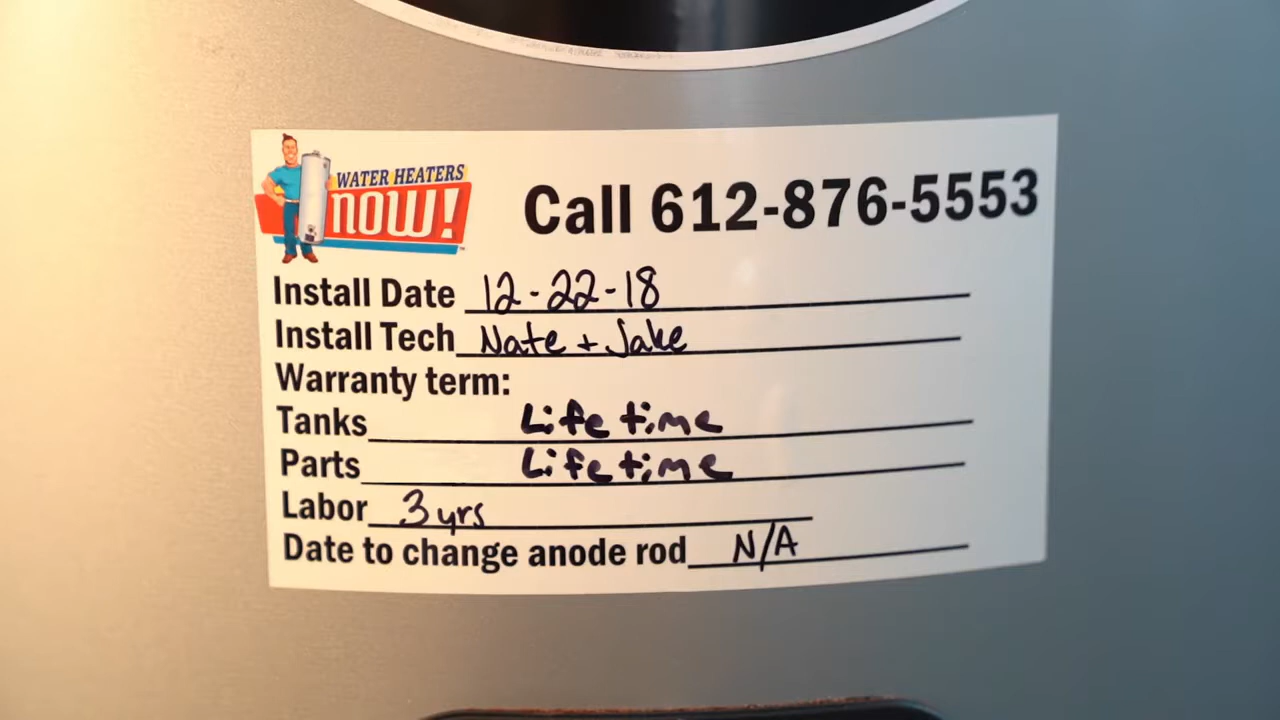 WATER HEATERS
NOW!
Call 612-876-5553
Install Date 12-22-18
Install Tech Nate + Jake
Warranty term:
Tanks Lifetime
Parts Lifetime
Labor 3 yrs
Date to change anode rod N/A